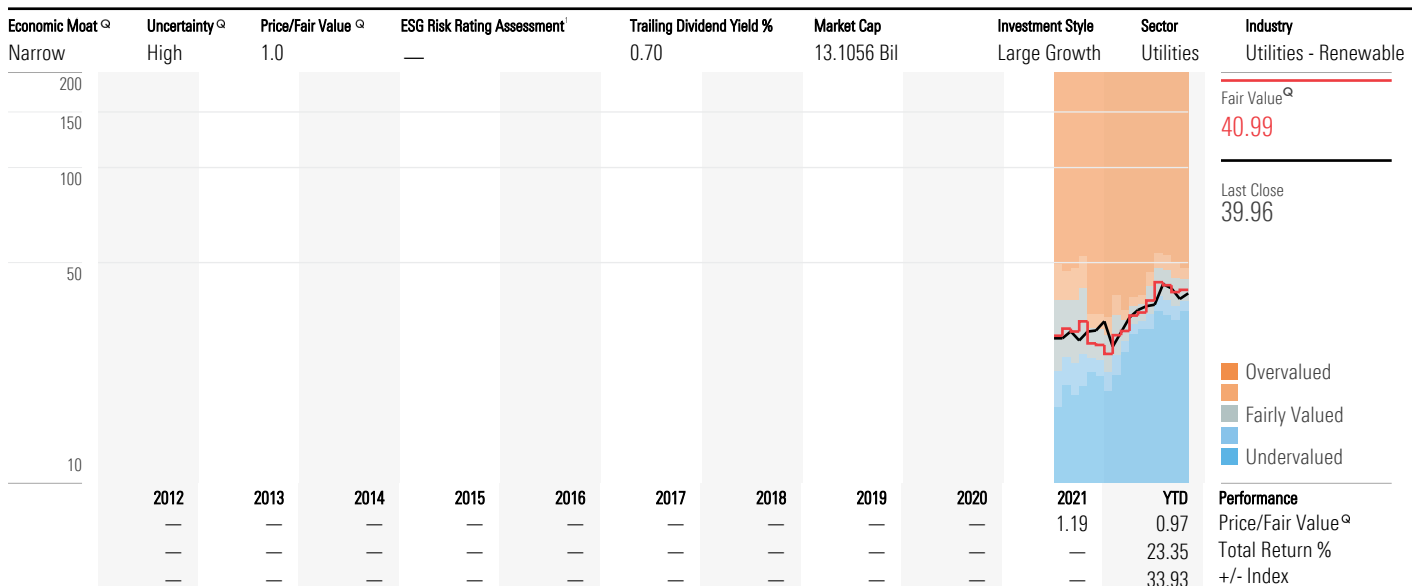 Economic Moat Q Uncertainty Q Price/Fair Value Q ESG Risk Rating Assessment¹ Trailing Dividend Yield % Market Cap Investment Style Sector Industry
Narrow High 1.0 — 0.70 13.1056 Bil Large Growth Utilities Utilities - Renewable
200
150
100
50
10
Fair Value Q
40.99
Last Close
39.96
Overvalued
Fairly Valued
Undervalued
2012 2013 2014 2015 2016 2017 2018 2019 2020 2021 YTD Performance
— — — — — — — — — 1.19 0.97 Price/Fair Value Q
— — — — — — — — — — 23.35 Total Return %
— — — — — — — — — — 33.93 +/- Index